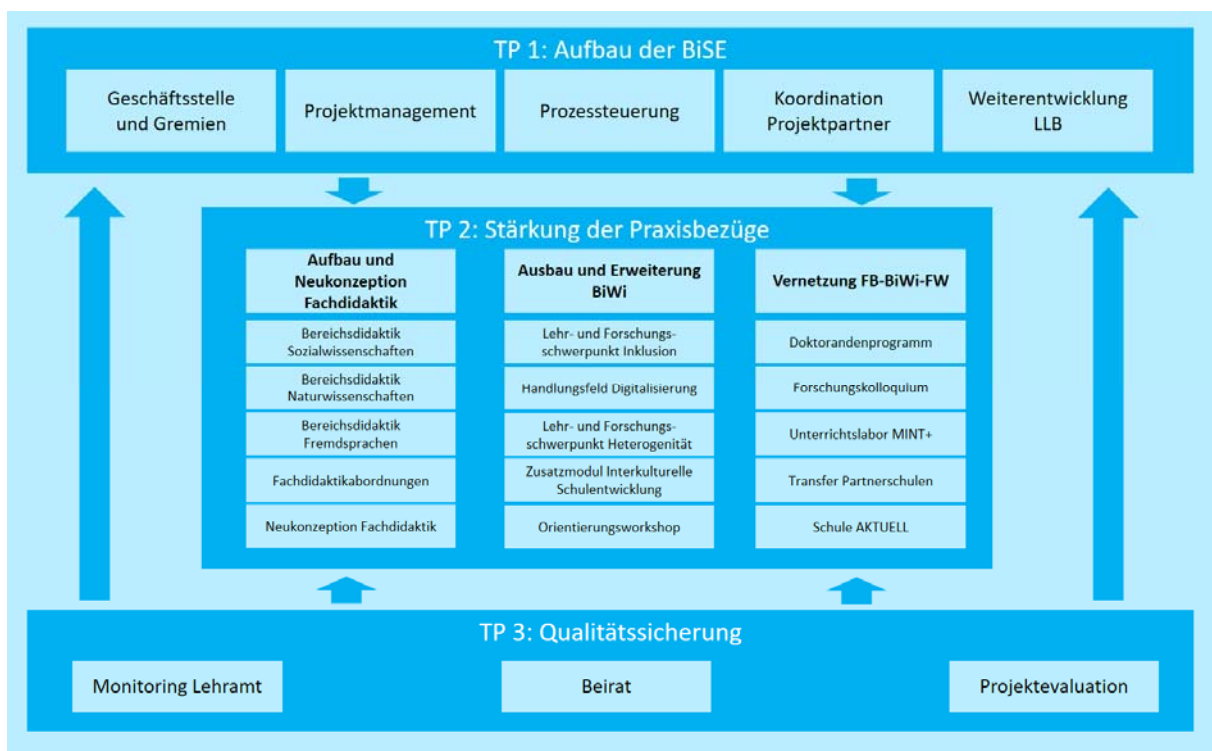 TP 1: Aufbau der BiSE
Geschäftsstelle
und Gremien
Projektmanagement
Prozessteuerung
Koordination
Projektpartner
Weiterentwicklung
LLB
TP 2: Stärkung der Praxisbezüge
Aufbau und
Neukonzeption
Fachdidaktik
Bereichsdidaktik
Sozialwissenschaften
Bereichsdidaktik
Naturwissenschaften
Bereichsdidaktik
Fremdsprachen
Fachdidaktikabordnungen
Neukonzeption Fachdidaktik
Ausbau und Erweiterung
BiWi
Lehr- und Forschungs-
schwerpunkt Inklusion
Handlungsfeld Digitalisierung
Lehr- und Forschungs-
schwerpunkt Heterogenität
Zusatzmodul Interkulturelle
Schulentwicklung
Orientierungsworkshop
Vernetzung FB-BiWi-FW
Doktorandenprogramm
Forschungskolloquium
Unterrichtslabor MINT+
Transfer Partnerschulen
Schule AKTUELL
TP 3: Qualitätssicherung
Monitoring Lehramt
Beirat
Projektevaluation